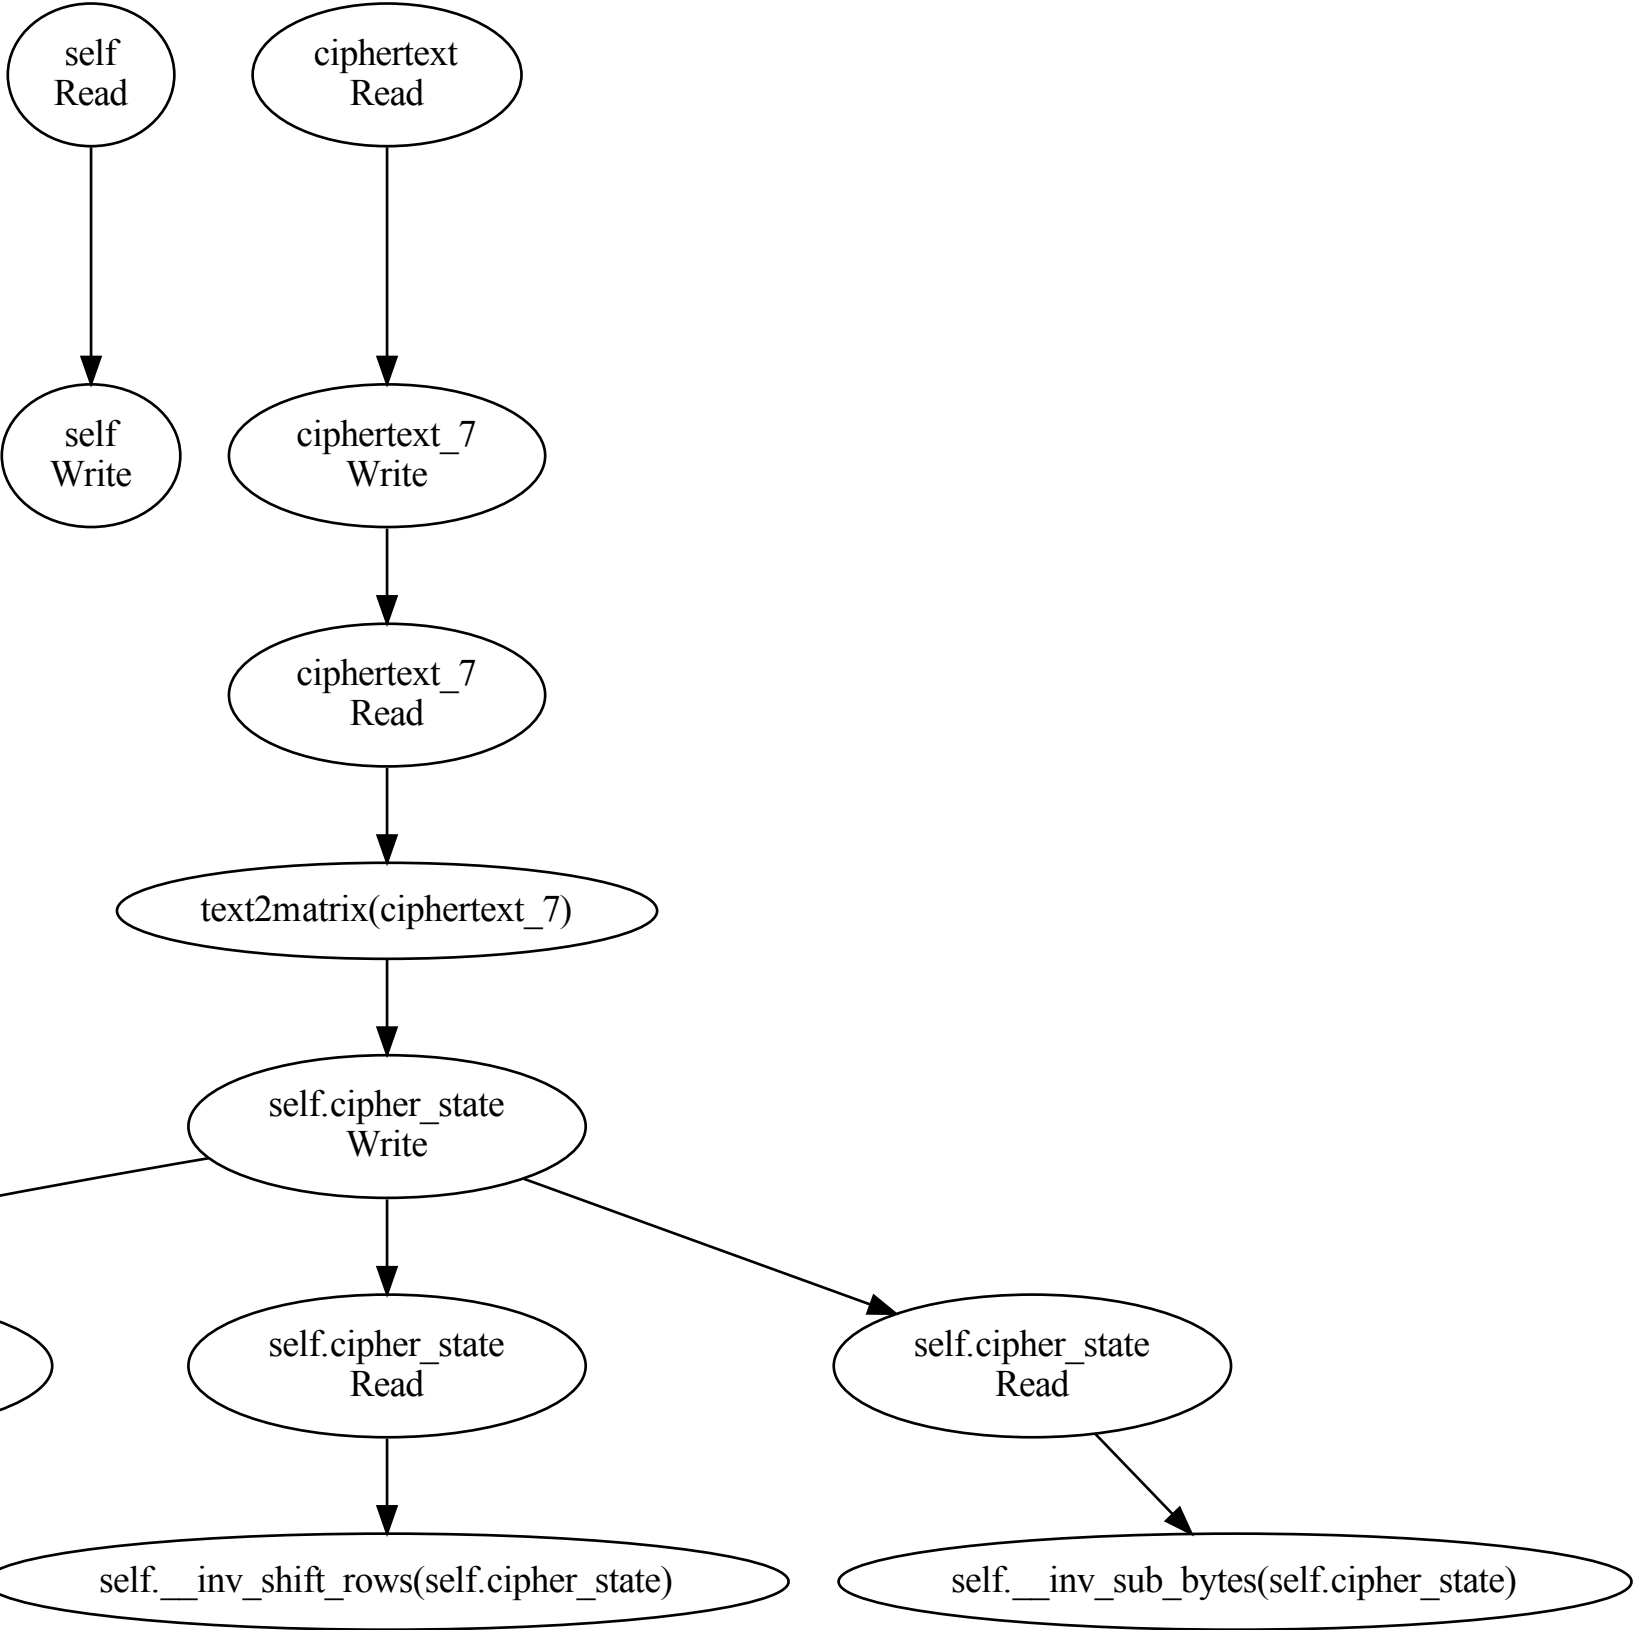 self
Read
ciphertext
Read
self
Write
ciphertext_7
Write
ciphertext_7
Read
text2matrix(ciphertext_7)
self.cipher_state
Write
self.cipher_state
Read
self.cipher_state
Read
self.__inv_shift_rows(self.cipher_state)
self.__inv_sub_bytes(self.cipher_state)